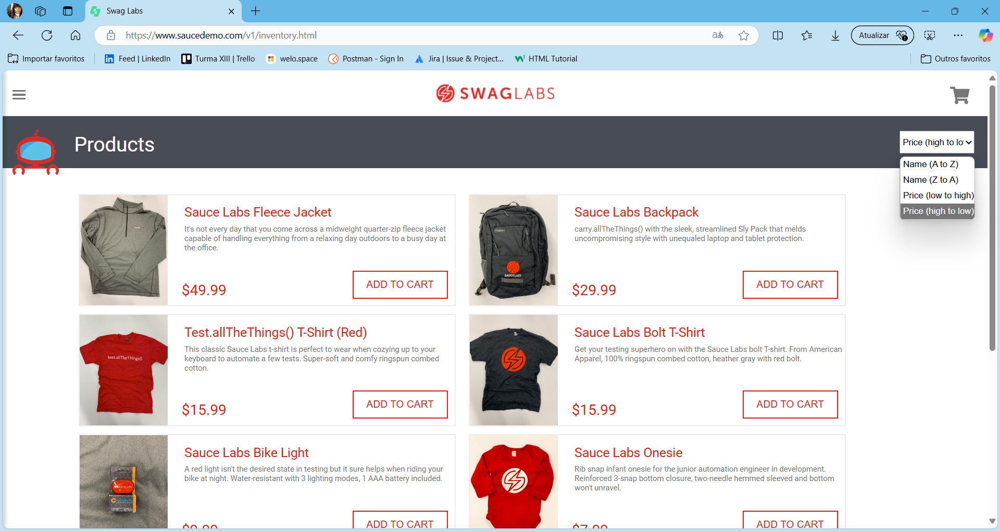 Swag Labs
https://www.saucedemo.com/v1/inventory.html
aあ
Atualizar
Importar favoritos
Feed | LinkedIn
Turma XIII | Trello
welo.space
Postman - Sign In
Jira | Issue & Project...
HTML Tutorial
Outros favoritos
SWAGLABS
Products
Price (high to lo
Name (A to Z)
Name (Z to A)
Price (low to high)
Price (high to low)
Sauce Labs Fleece Jacket
It's not every day that you come across a midweight quarter-zip fleece jacket
capable of handling everything from a relaxing day outdoors to a busy day at
the office.
$49.99
ADD TO CART
Sauce Labs Backpack
carry.allTheThings() with the sleek, streamlined Sly Pack that melds
uncompromising style with unequaled laptop and tablet protection.
SAUCELABS
$29.99
ADD TO CART
Test.allTheThings() T-Shirt (Red)
This classic Sauce Labs t-shirt is perfect to wear when cozying up to your
keyboard to automate a few tests. Super-soft and comfy ringspun combed
cotton.
test.allTheThings()
$15.99
ADD TO CART
Sauce Labs Bolt T-Shirt
Get your testing superhero on with the Sauce Labs bolt T-shirt. From American
Apparel, 100% ringspun combed cotton, heather gray with red bolt.
$15.99
ADD TO CART
Sauce Labs Bike Light
A red light isn't the desired state in testing but it sure helps when riding your
bike at night. Water-resistant with 3 lighting modes, 1 AAA battery included.
$9.99
ADD TO CART
Sauce Labs Onesie
Rib snap infant onesie for the junior automation engineer in development.
Reinforced 3-snap bottom closure, two-needle hemmed sleeved and bottom
won't unravel.
$7.99
ADD TO CART